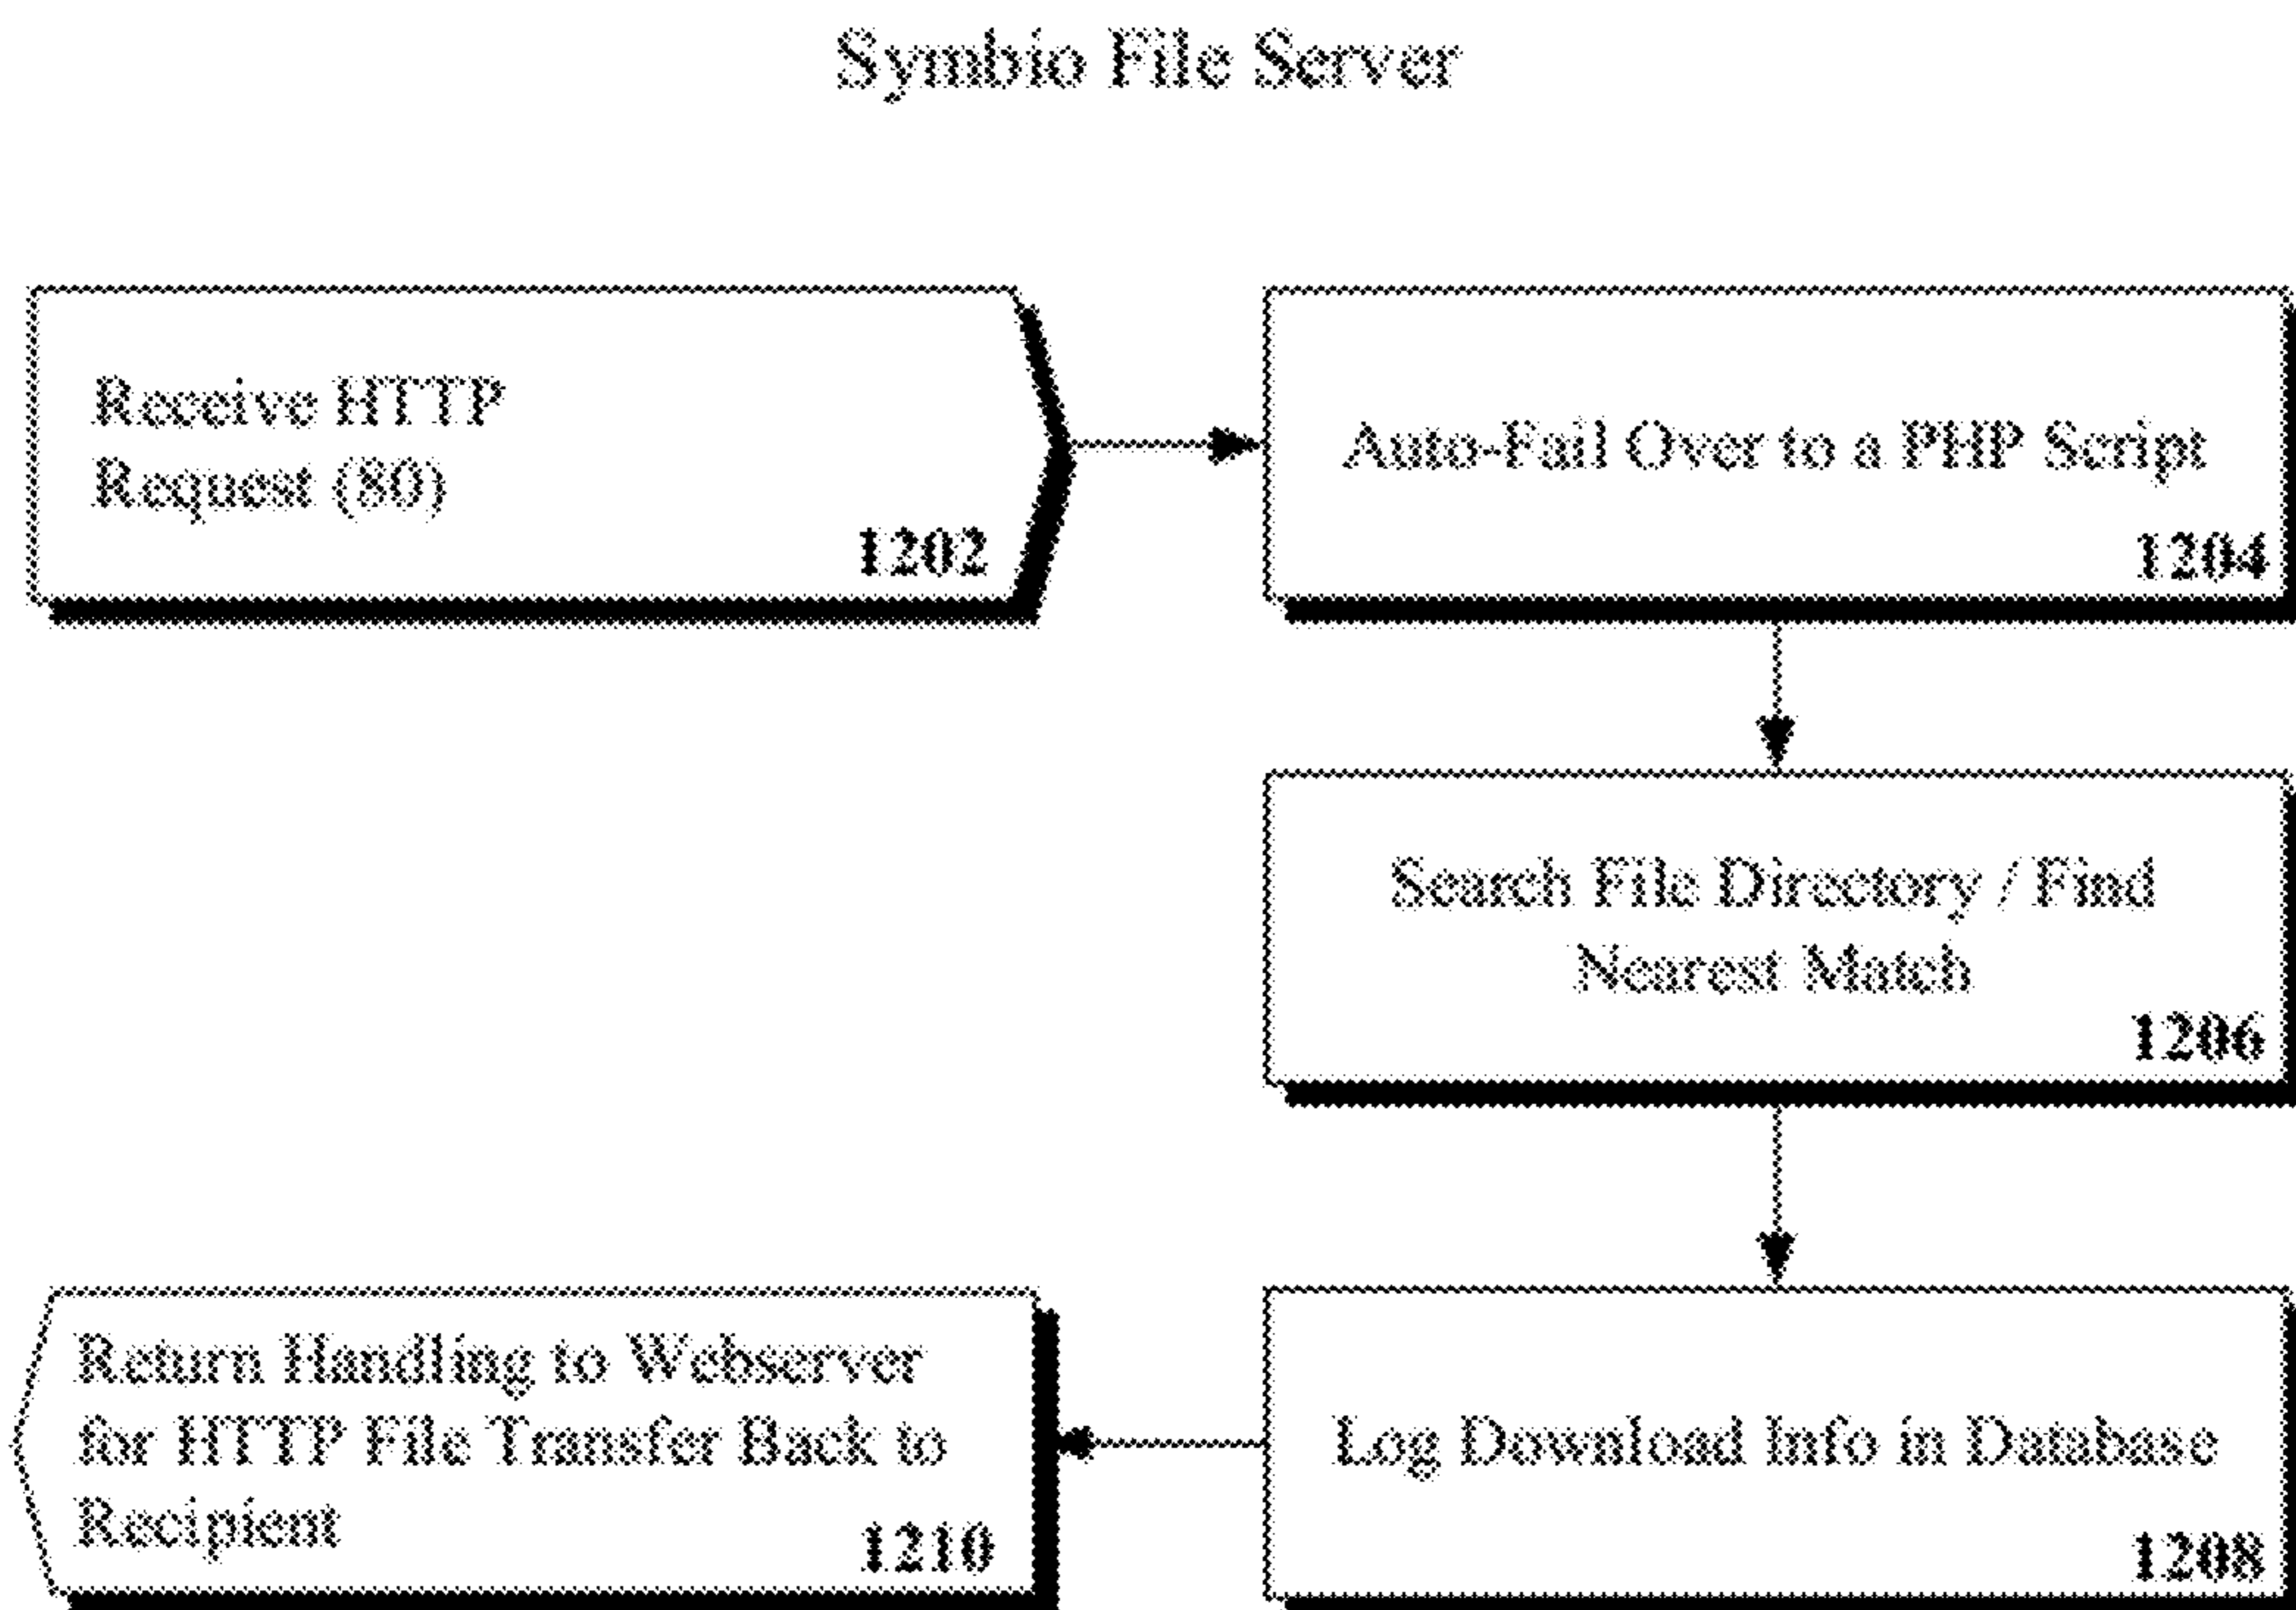 Symbio File Server
Receive HTTP
Request (80)
1202
Auto-Fail Over to a PHP Script
1204
Search File Directory / Find
Nearest Match
1206
Log Download Info in Database
1208
Return Handling to Webserver
for HTTP File Transfer Back to
Recipient
1210